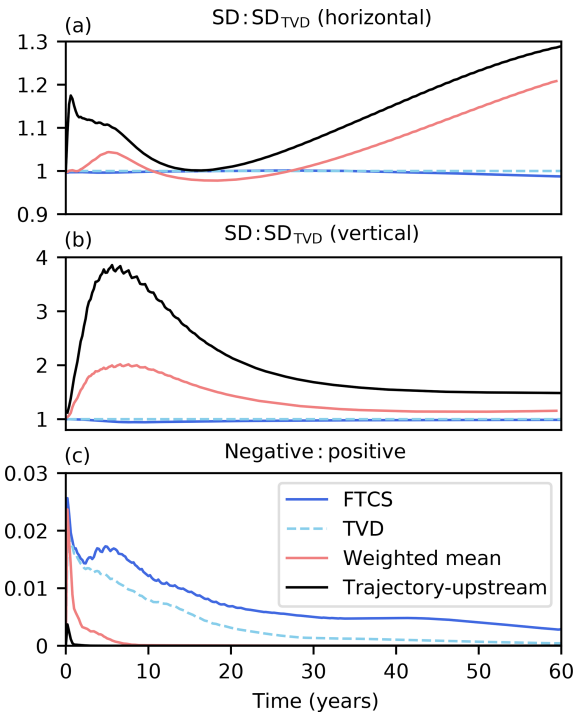 (a) SD:SD_TVD (horizontal)
1.3
1.2
1.1
1
0.9
(b) SD:SD_TVD (vertical)
4
3
2
1
(c) Negative:positive
0.03
0.02
0.01
0
FTCS
TVD
Weighted mean
Trajectory-upstream
0 10 20 30 40 50 60
Time (years)